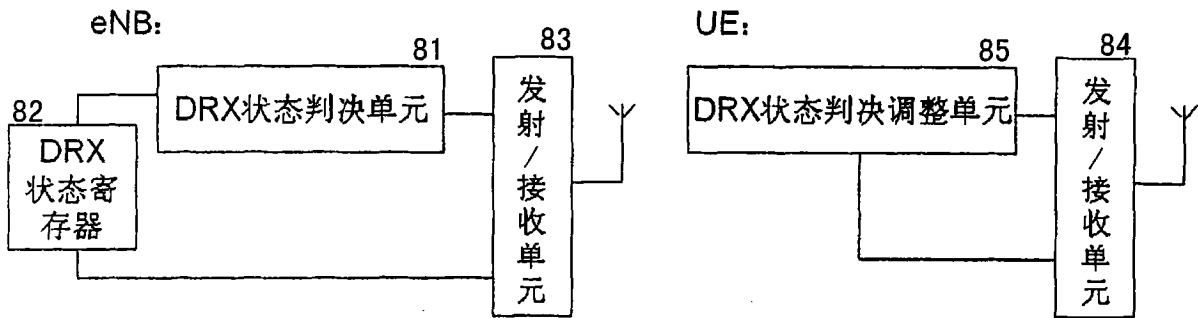 eNB:
81
83
DRX状态判决单元
82
DRX
状态寄
存器
发
射
/
接
收
单
元
UE:
85
84
DRX状态判决调整单元
发
射
/
接
收
单
元